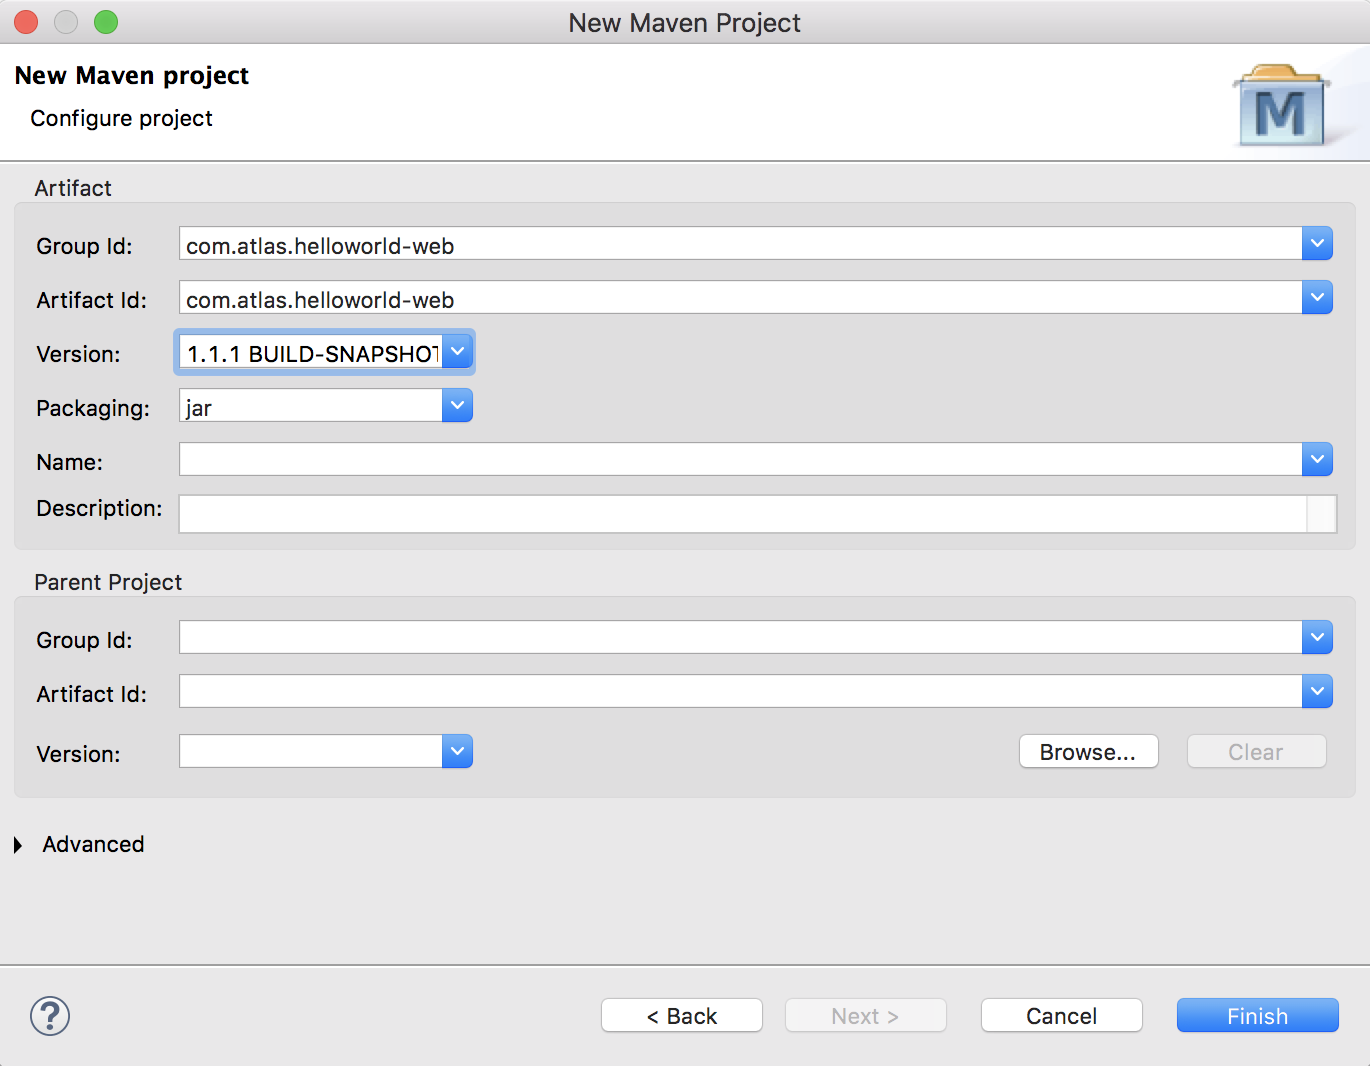 New Maven Project
New Maven project
Configure project
M
Artifact
Group Id: com.atlas.helloworld-web
Artifact Id: com.atlas.helloworld-web
Version: 1.1.1 BUILD-SNAPSHOT
Packaging: jar
Name:
Description:
Parent Project
Group Id:
Artifact Id:
Version: Browse... Clear
Advanced
? < Back Next > Cancel Finish